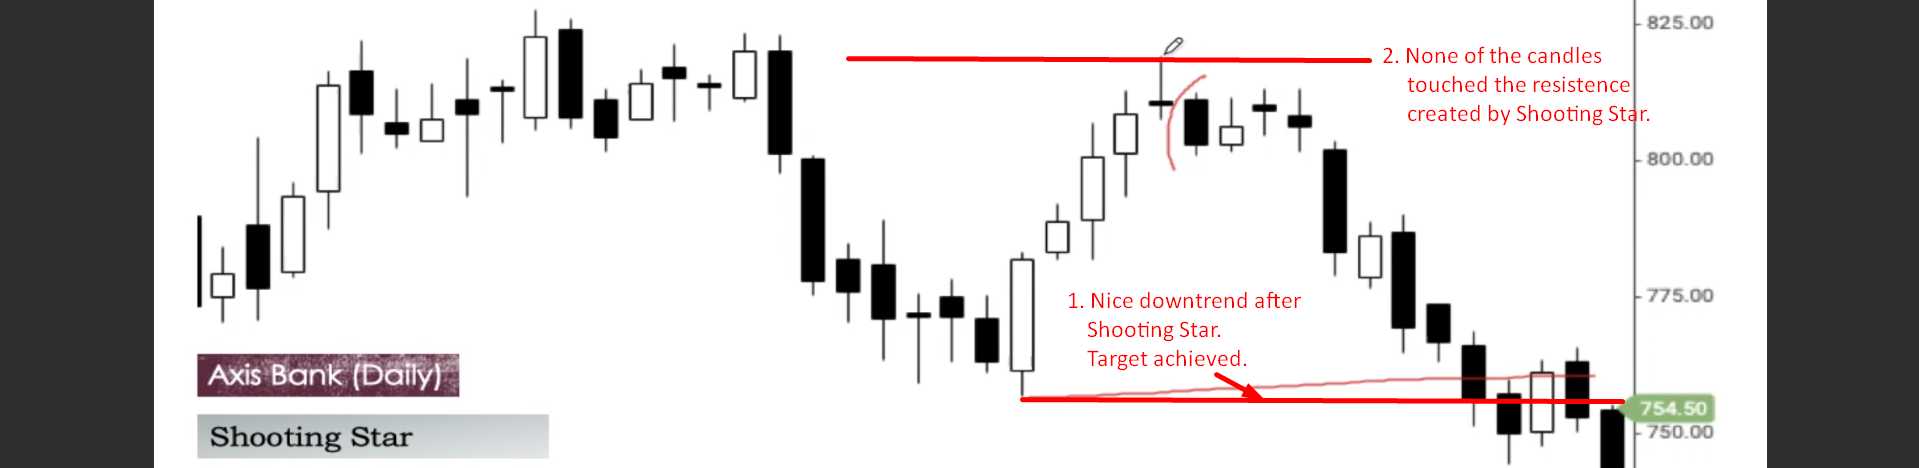 825.00
2. None of the candles
touched the resistence
created by Shooting Star.
800.00
775.00
1. Nice downtrend after
Shooting Star.
Target achieved.
Axis Bank (Daily)
754.50
750.00
Shooting Star